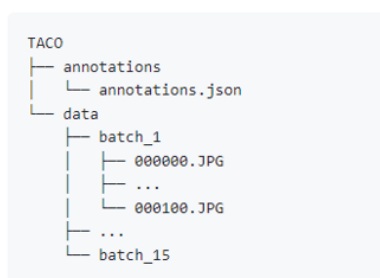 TACO
├── annotations
│   └── annotations.json
└── data
    ├── batch_1
    │   ├── 000000.JPG
    │   ├── ...
    │   └── 000100.JPG
    ├── ...
    └── batch_15